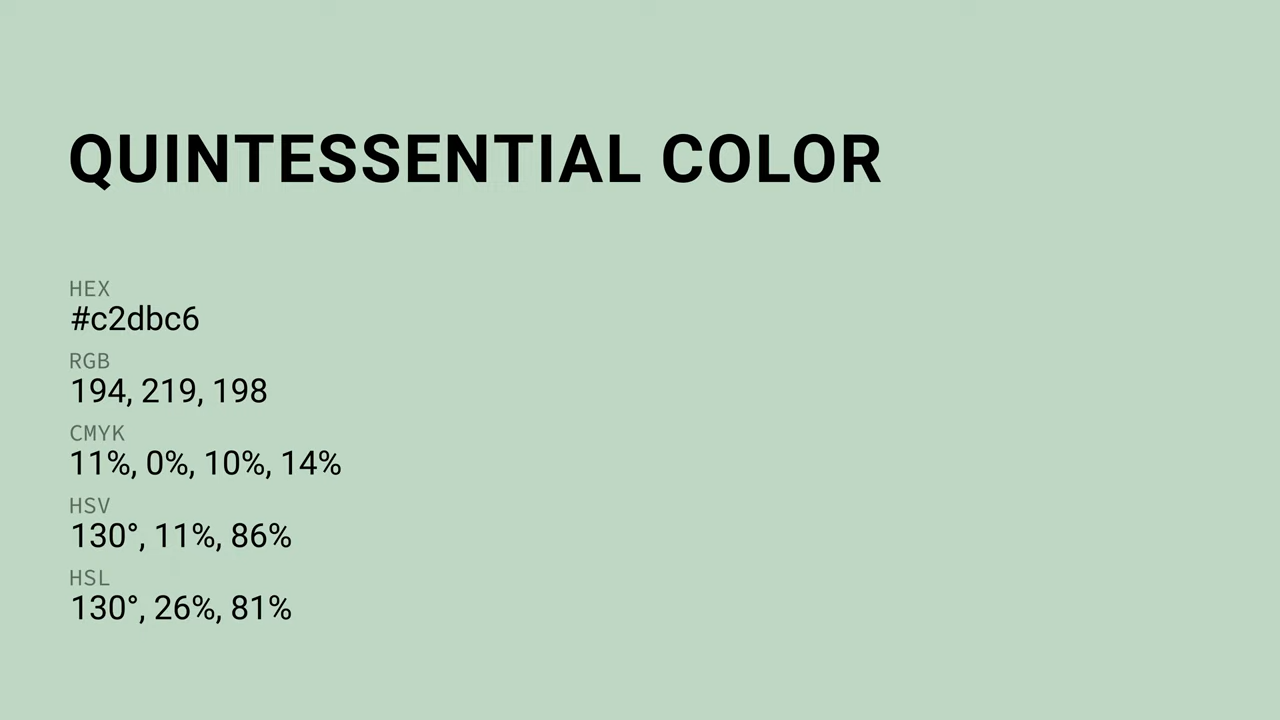 QUINTESSENTIAL COLOR
HEX
#c2dbc6
RGB
194, 219, 198
CMYK
11%, 0%, 10%, 14%
HSV
130°, 11%, 86%
HSL
130°, 26%, 81%